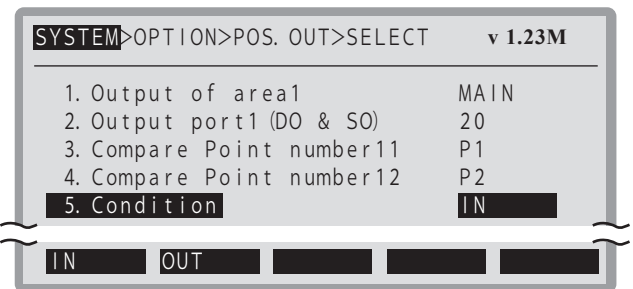 SYSTEM>OPTION>POS. OUT>SELECT v 1.23M
1. Output of area1 MAIN
2. Output port1 (DO & SO) 20
3. Compare Point number11 P1
4. Compare Point number12 P2
5. Condition IN
IN OUT